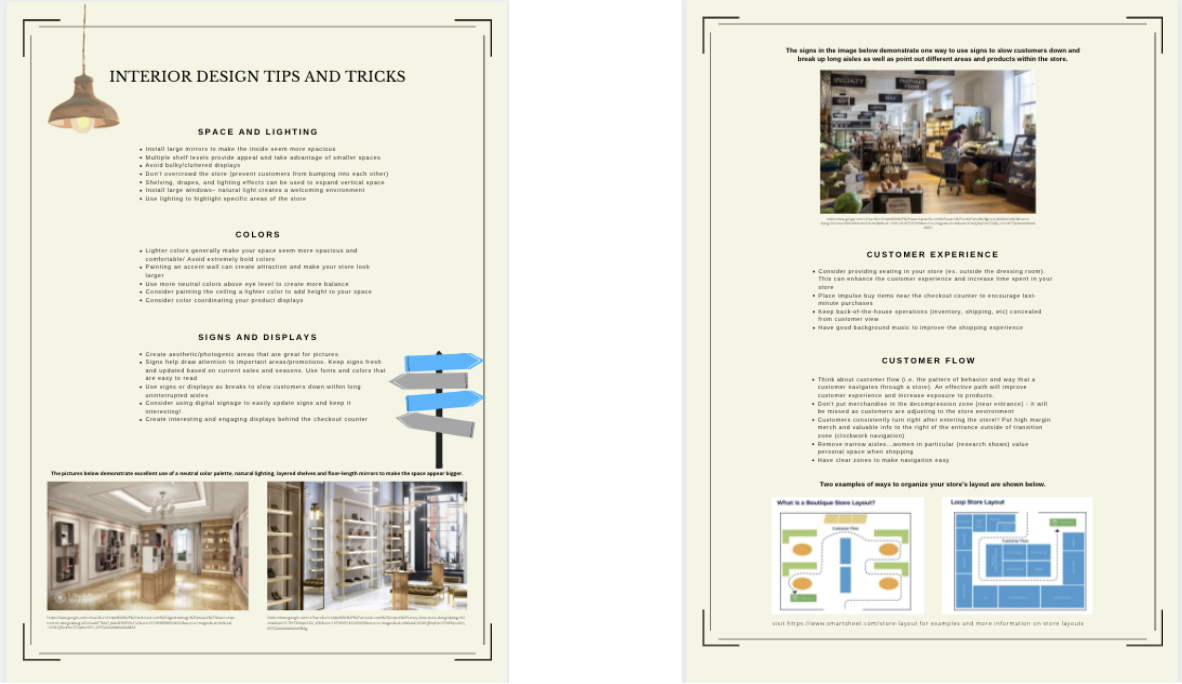 INTERIOR DESIGN TIPS AND TRICKS
SPACE AND LIGHTING
Install large mirrors to make the inside seem more spacious
Multiple shelf levels provide appeal and take advantage of smaller spaces
Avoid bulky/cluttered displays
Don't overcrowd the store (prevent customers from bumping into each other)
Shelving, drapes, and lighting effects can be used to expand vertical space
Install large windows– natural light creates a welcoming environment
Use lighting to highlight specific areas of the store
COLORS
Lighter colors generally make your space seem more spacious and
comfortable/ Avoid extremely bold colors
Painting an accent wall can create attraction and make your store look
larger
Use more neutral colors above eye level to create more balance
Consider painting the ceiling a lighter color to add height to your space
Consider color coordinating your product displays
SIGNS AND DISPLAYS
Create aesthetic/photogenic areas that are great for pictures
Signs help draw attention to important areas/promotions. Keep signs fresh
and updated based on current sales and seasons. Use fonts and colors that
are easy to read
Use signs or displays as breaks to slow customers down within long
uninterrupted aisles
Consider using digital signage to easily update signs and keep it
interesting!
Create interesting and engaging displays behind the checkout counter
The pictures below demonstrate excellent use of a neutral color palette, natural lighting, layered shelves and floor-length mirrors to make the space appear bigger.
The signs in the image below demonstrate one way to use signs to slow customers down and
break up long aisles as well as point out different areas and products within the store.
SPECIALTY
CUSTOMER EXPERIENCE
Consider providing seating in your store (ex. outside the dressing room).
This can enhance the customer experience and increase time spent in your
store
Place impulse buy items near the checkout counter to encourage last-
minute purchases
Keep back-of-the-house operations (inventory, shipping, etc) concealed
from customer view
Have good background music to improve the shopping experience
CUSTOMER FLOW
Think about customer flow (i.e. the pattern of behavior and way that a
customer navigates through a store). An effective path will improve
customer experience and increase exposure to products.
Don't put merchandise in the decompression zone (near entrance) - it will
be missed as customers are adjusting to the store environment
Customers consistently turn right after entering the store!! Put high margin
merch and valuable info to the right of the entrance outside of transition
zone (clockwork navigation)
Remove narrow aisles...women in particular (research shows) value
personal space when shopping
Have clear zones to make navigation easy
Two examples of ways to organize your store's layout are shown below.
What is a Boutique Store Layout?
Customer Flow
Loop Store Layout
Customer Flow
visit https://www.smartsheet.com/store-layout for examples and more information on store layouts